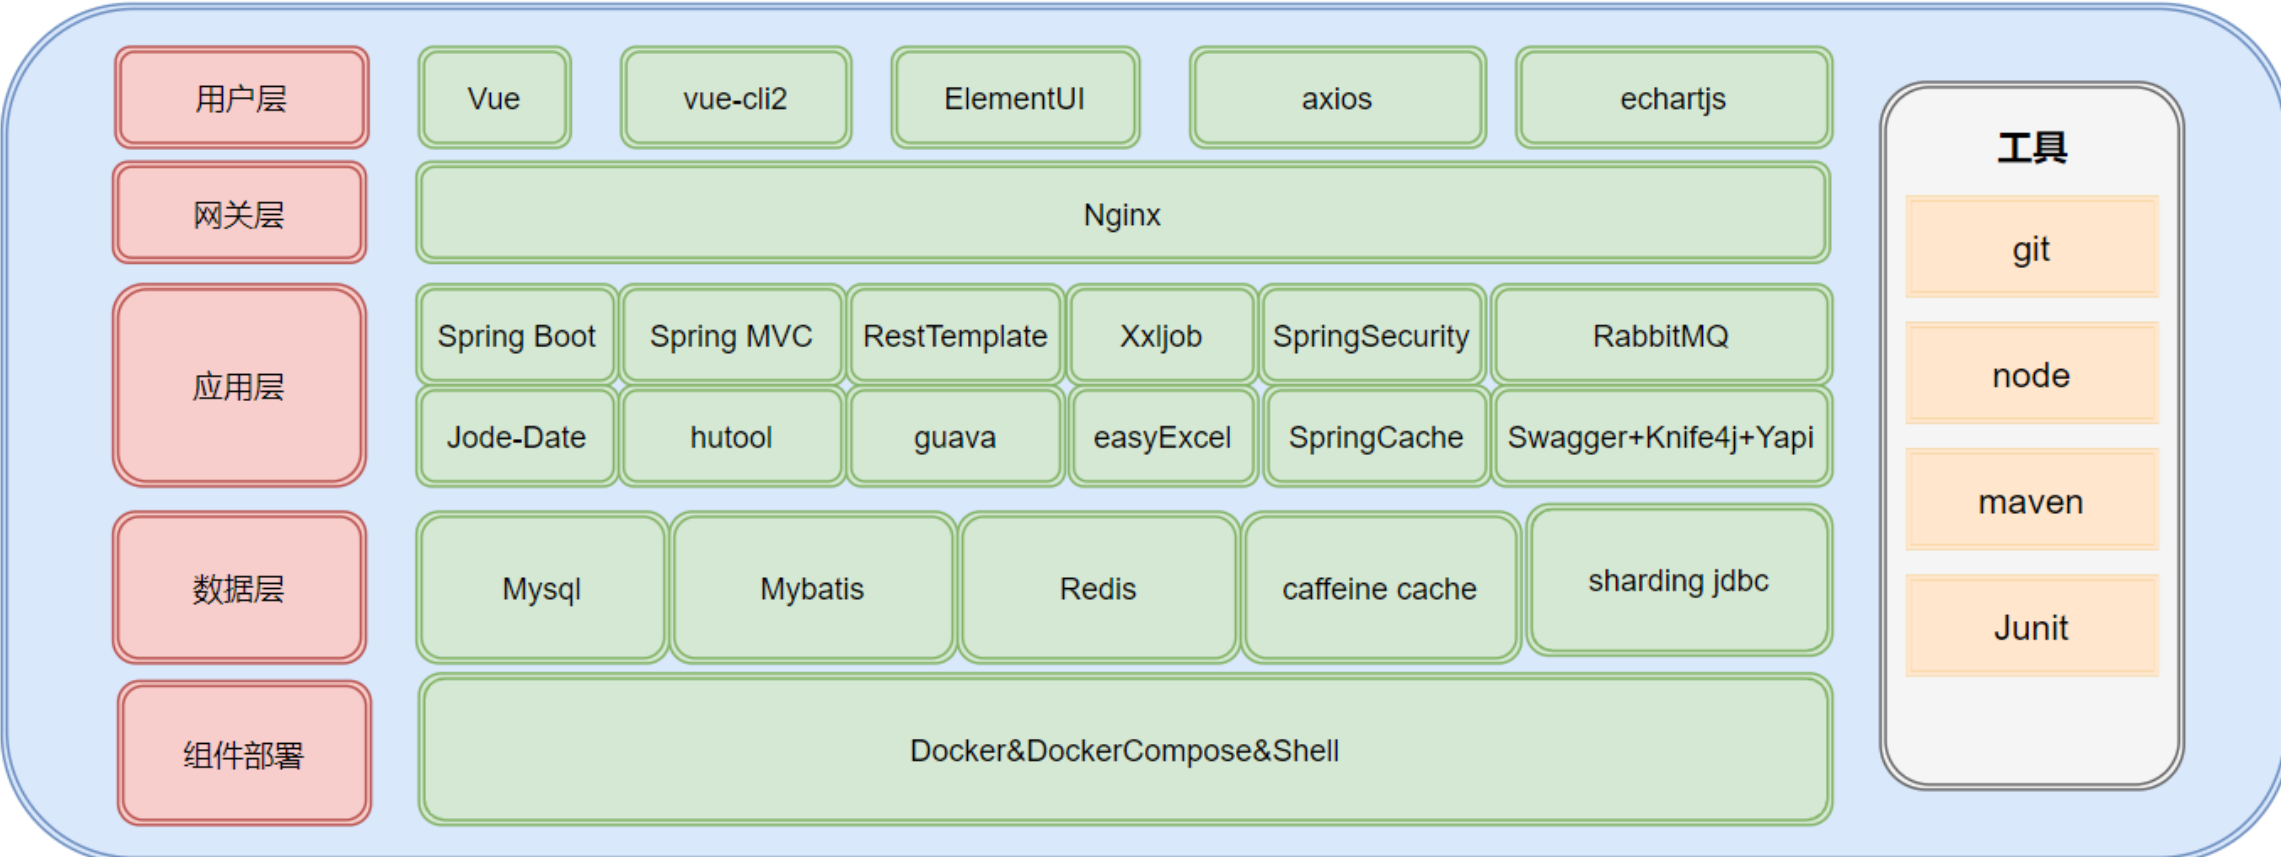 用户层
Vue
vue-cli2
ElementUI
axios
echartjs
网关层
Nginx
应用层
Spring Boot
Spring MVC
RestTemplate
Xxljob
SpringSecurity
RabbitMQ
Jode-Date
hutool
guava
easyExcel
SpringCache
Swagger+Knife4j+Yapi
数据层
Mysql
Mybatis
Redis
caffeine cache
sharding jdbc
组件部署
Docker&DockerCompose&Shell
工具
git
node
maven
Junit